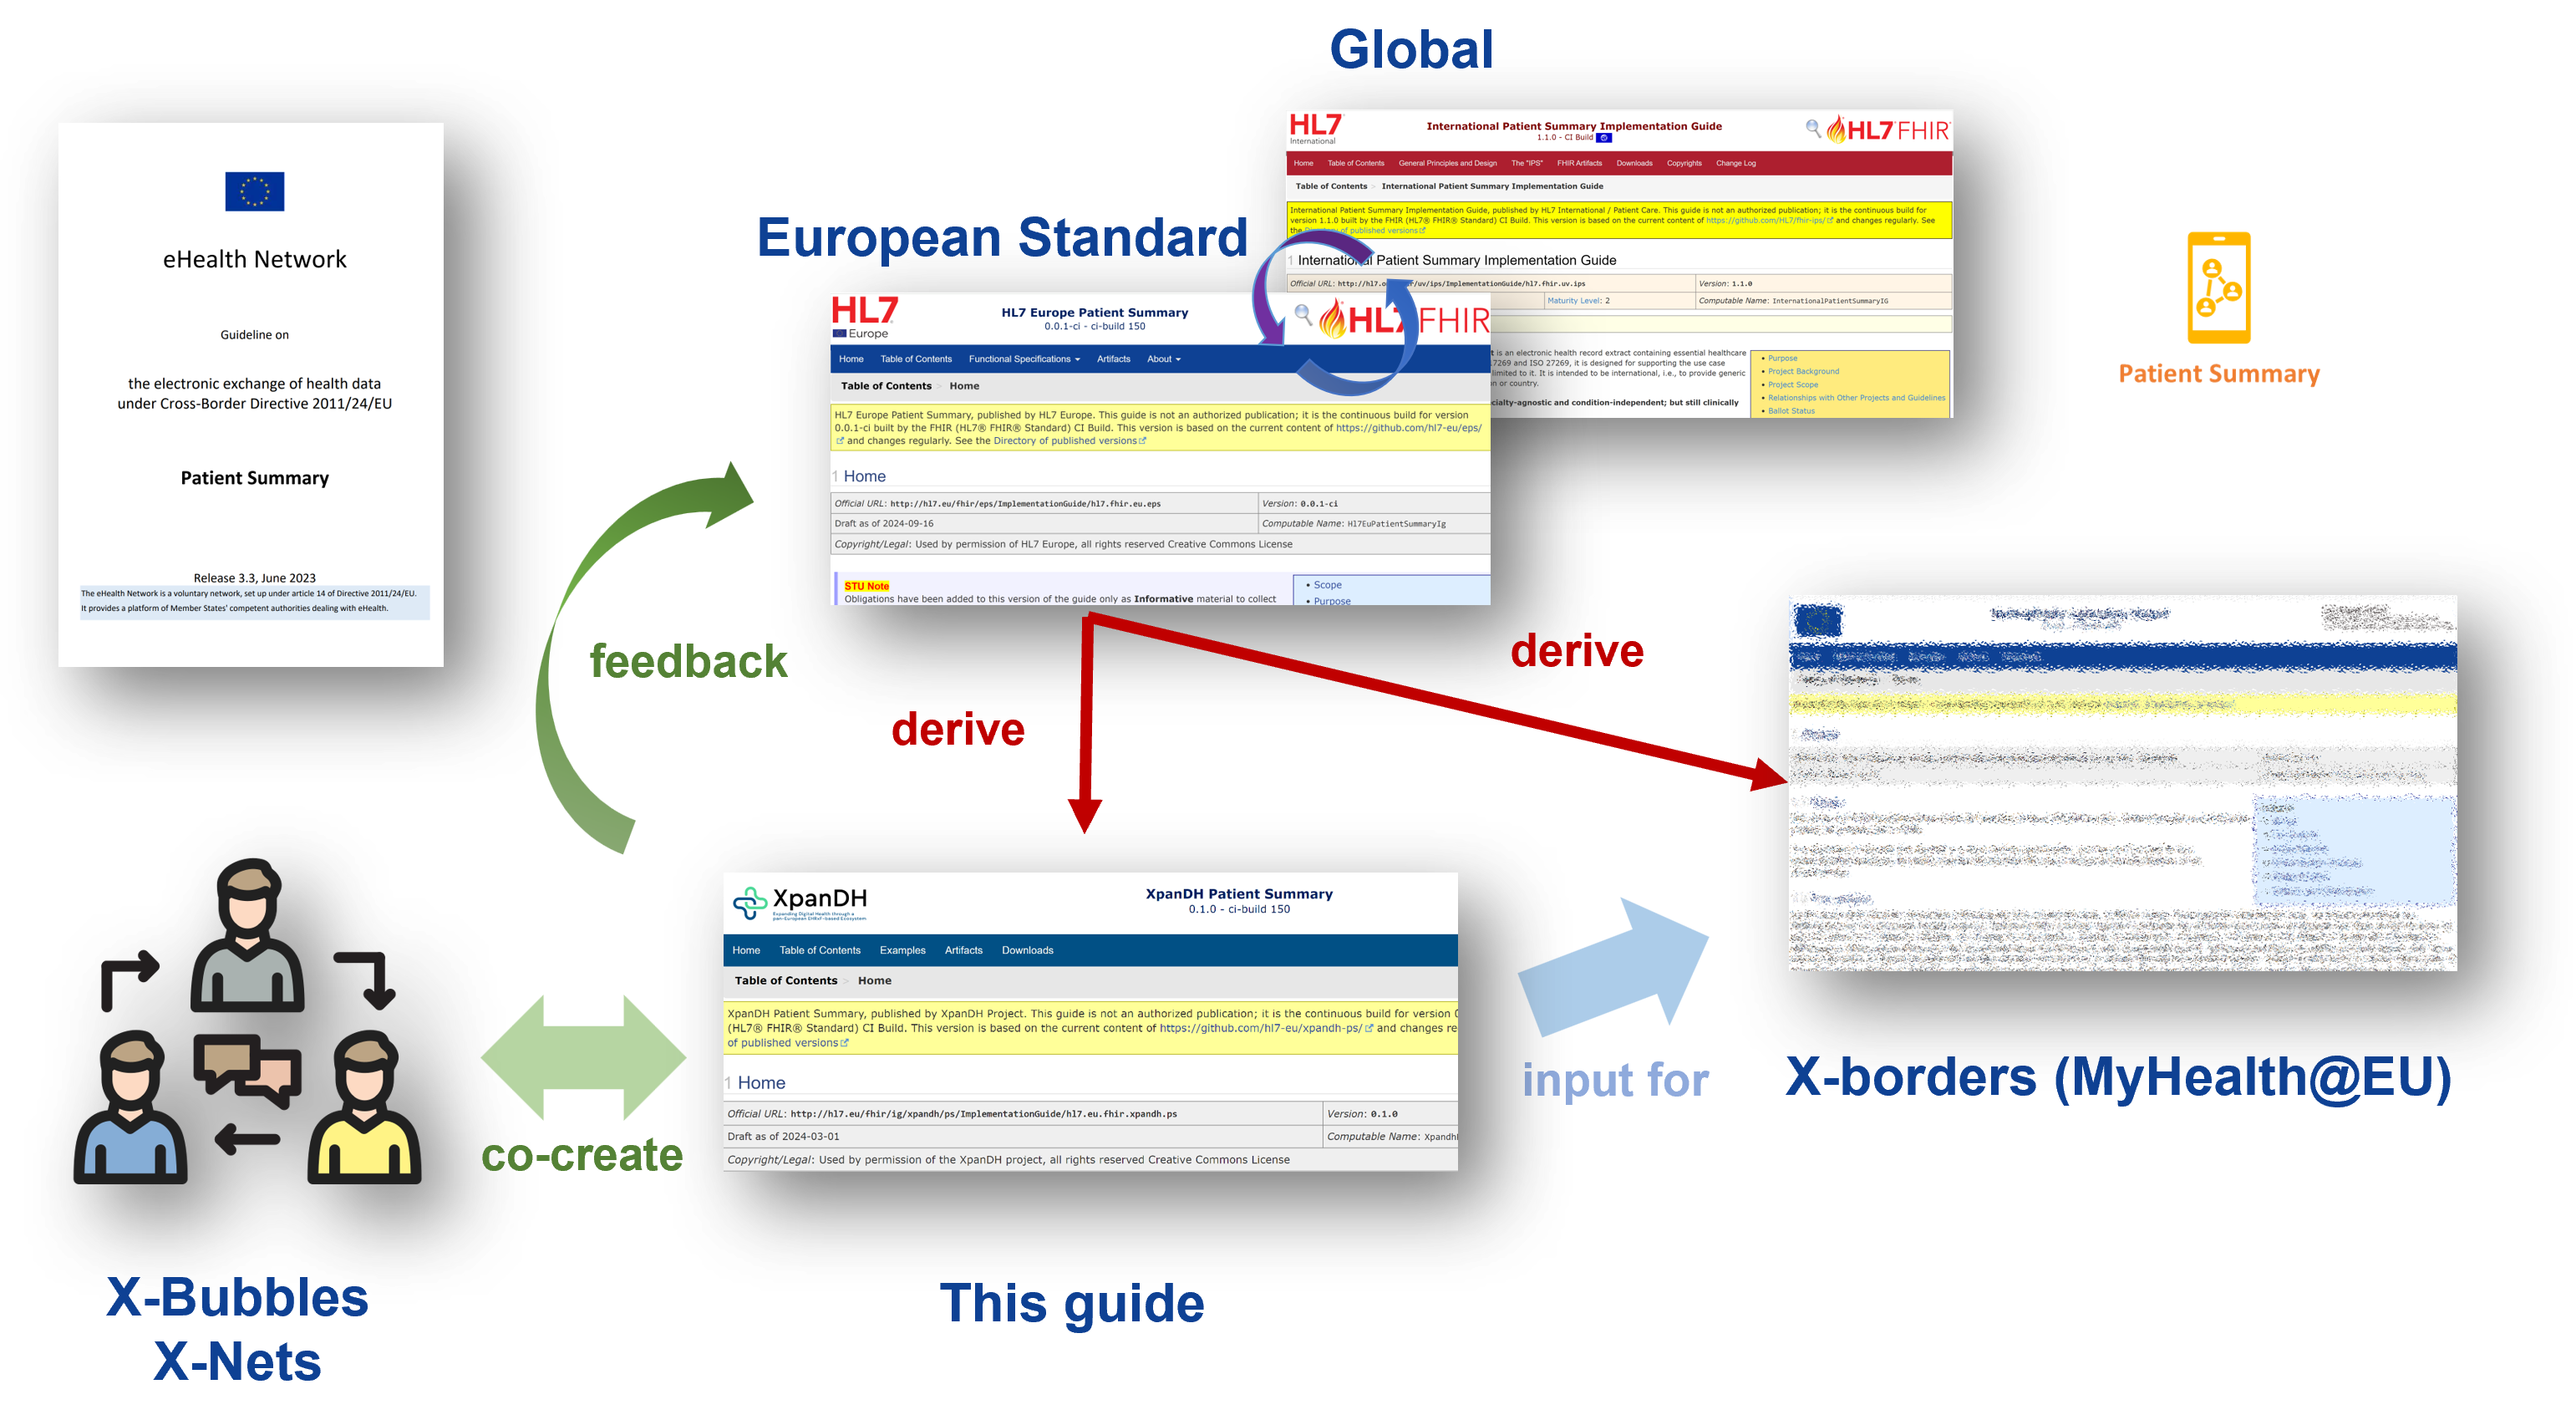 Global
eHealth Network
Guideline on
the electronic exchange of health data
under Cross-Border Directive 2011/24/EU
Patient Summary
Release 3.3, June 2023
The eHealth Network is a voluntary network, set up under article 14 of Directive 2011/24/EU.
It provides a platform of Member States' competent authorities dealing with eHealth.
HL7
International
International Patient Summary Implementation Guide
1.1.0 - CI Build
HL7 FHIR
Home Table of Contents General Principles and Design The "IPS" FHIR Artifacts Downloads Copyrights Change Log
Table of Contents > International Patient Summary Implementation Guide
International Patient Summary Implementation Guide, published by HL7 International / Patient Care. This guide is not an authorized publication; it is the continuous build for
version 1.1.0 built by the FHIR (HL7® FHIR® Standard) CI Build. This version is based on the current content of https://github.com/HL7/fhir-ips/ and changes regularly. See
the Directory of published versions
1 International Patient Summary Implementation Guide
Official URL: http://hl7.o /uv/ips/ImplementationGuide/hl7.fhir.uv.ips Version: 1.1.0
Maturity Level: 2 Computable Name: InternationalPatientSummaryIG
t is an electronic health record extract containing essential healthcare
7269 and ISO 27269, it is designed for supporting the use case
limited to it. It is intended to be international, i.e., to provide generic
n or country.
cialty-agnostic and condition-independent; but still clinically
• Purpose
• Project Background
• Project Scope
• Relationships with Other Projects and Guidelines
• Ballot Status
Patient Summary
European Standard
HL7
Europe
HL7 Europe Patient Summary
0.0.1-ci - ci-build 150
HL7 FHIR
Home Table of Contents Functional Specifications Artifacts About
Table of Contents > Home
HL7 Europe Patient Summary, published by HL7 Europe. This guide is not an authorized publication; it is the continuous build for version
0.0.1-ci built by the FHIR (HL7® FHIR® Standard) CI Build. This version is based on the current content of https://github.com/hl7-eu/eps/
and changes regularly. See the Directory of published versions
1 Home
Official URL: http://hl7.eu/fhir/eps/ImplementationGuide/hl7.fhir.eu.eps Version: 0.0.1-ci
Draft as of 2024-09-16 Computable Name: Hl7EuPatientSummaryIg
Copyright/Legal: Used by permission of HL7 Europe, all rights reserved Creative Commons License
STU Note
Obligations have been added to this version of the guide only as Informative material to collect
• Scope
• Purpose
feedback
derive
derive
XpanDH
Expanding Digital Health through a
pan-European EHRxF-based Ecosystem
XpanDH Patient Summary
0.1.0 - ci-build 150
Home Table of Contents Examples Artifacts Downloads
Table of Contents > Home
XpanDH Patient Summary, published by XpanDH Project. This guide is not an authorized publication; it is the continuous build for version
(HL7® FHIR® Standard) CI Build. This version is based on the current content of https://github.com/hl7-eu/xpandh-ps/ and changes re
of published versions
1 Home
Official URL: http://hl7.eu/fhir/ig/xpandh/ps/ImplementationGuide/hl7.eu.fhir.xpandh.ps Version: 0.1.0
Draft as of 2024-03-01 Computable Name: Xpandh
Copyright/Legal: Used by permission of the XpanDH project, all rights reserved Creative Commons License
co-create
input for
X-borders (MyHealth@EU)
X-Bubbles
X-Nets
This guide